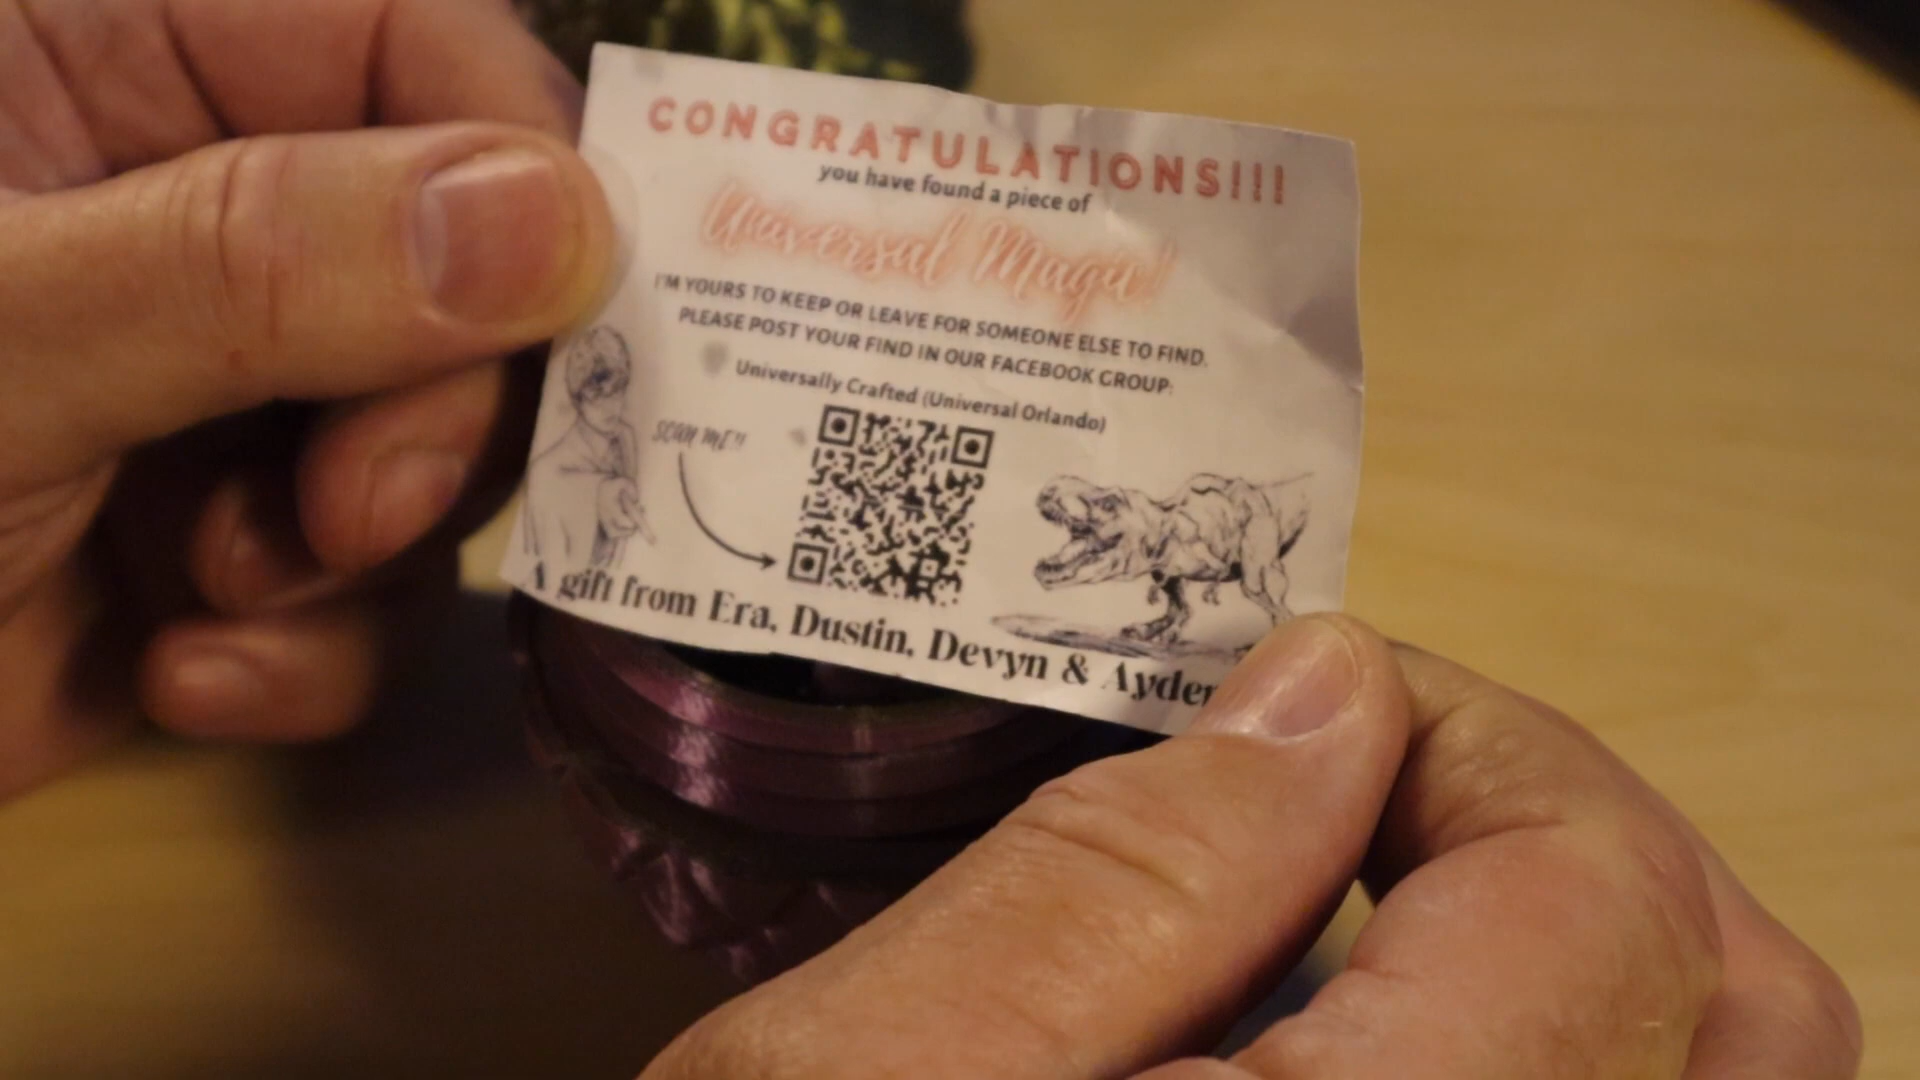 CONGRATULATIONS!!!
you have found a piece of
Universal Magic!
I'M YOURS TO KEEP OR LEAVE FOR SOMEONE ELSE TO FIND.
PLEASE POST YOUR FIND IN OUR FACEBOOK GROUP:
Universally Crafted (Universal Orlando)
SCAN ME!!
A gift from Era, Dustin, Devyn & Ayden